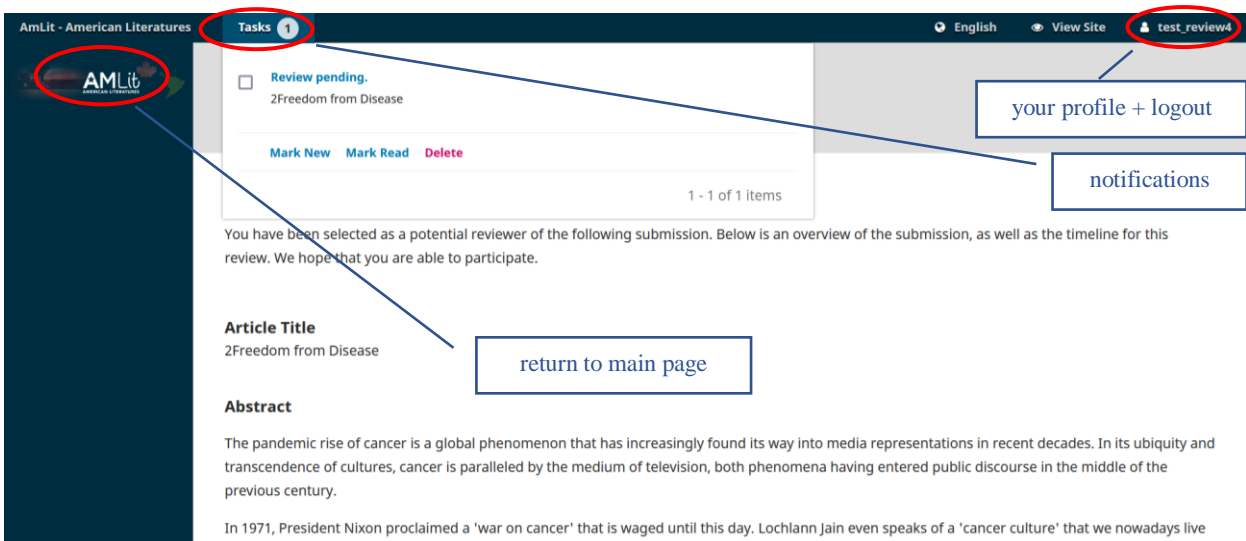 AmLit - American Literatures
Tasks 1
English
View Site
test_review4
AMLit
AMERICAN LITERATURES
Review pending.
2Freedom from Disease
Mark New Mark Read Delete
1 - 1 of 1 items
your profile + logout
notifications
You have been selected as a potential reviewer of the following submission. Below is an overview of the submission, as well as the timeline for this
review. We hope that you are able to participate.
Article Title
2Freedom from Disease
return to main page
Abstract
The pandemic rise of cancer is a global phenomenon that has increasingly found its way into media representations in recent decades. In its ubiquity and
transcendence of cultures, cancer is paralleled by the medium of television, both phenomena having entered public discourse in the middle of the
previous century.
In 1971, President Nixon proclaimed a 'war on cancer' that is waged until this day. Lochlann Jain even speaks of a 'cancer culture' that we nowadays live